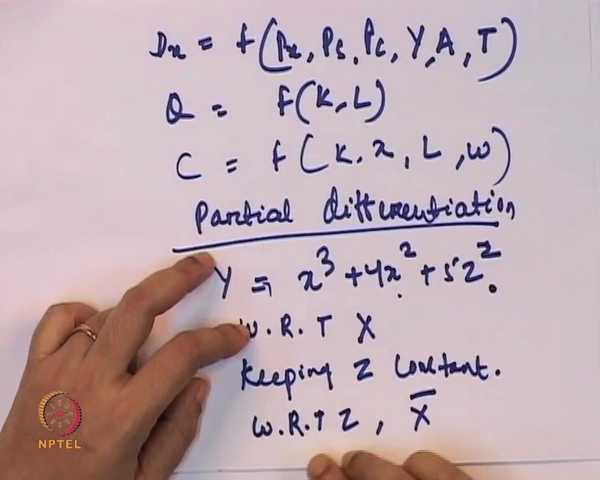 Dx = f(Px, Ps, Pc, Y, A, T)
Q = f(K, L)
C = f(K. r, L, w)
Partial differentiation
Y = x³ + 4x² + 5z²
W.R.T X
Keeping Z constant.
W.R.T Z, X̅
NPTEL